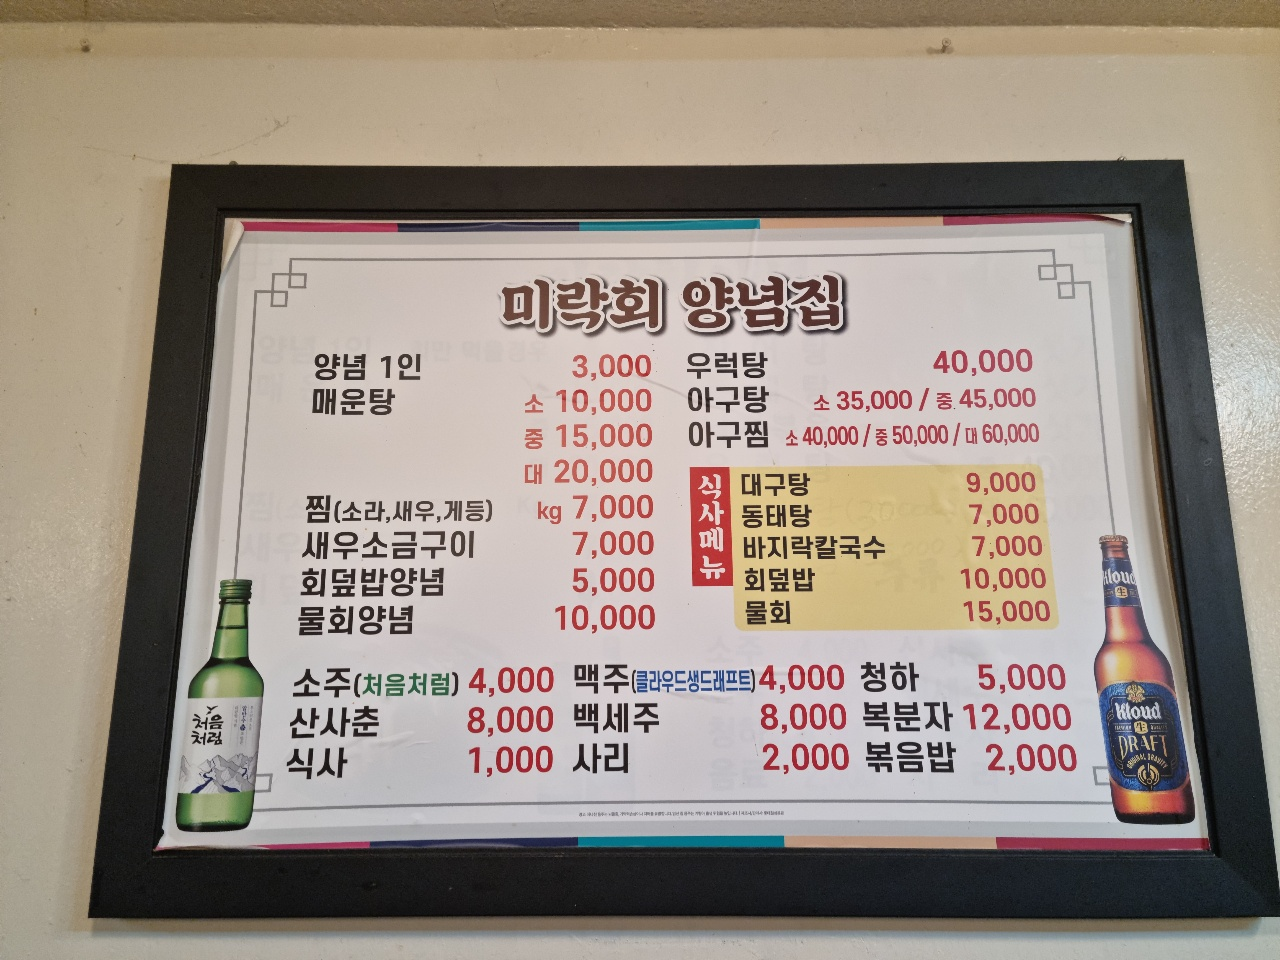 미락회 양념집
양념 1인 3,000
매운탕 소 10,000
중 15,000
대 20,000
찜(소라,새우,게등) kg 7,000
새우소금구이 7,000
회덮밥양념 5,000
물회양념 10,000
우럭탕 40,000
아구탕 소 35,000 / 중 45,000
아구찜 소 40,000 / 중 50,000 / 대 60,000
식사메뉴
대구탕 9,000
동태탕 7,000
바지락칼국수 7,000
회덮밥 10,000
물회 15,000
소주(처음처럼) 4,000 맥주(클라우드생드래프트) 4,000 청하 5,000
산사춘 8,000 백세주 8,000 복분자 12,000
식사 1,000 사리 2,000 볶음밥 2,000
처음
처럼
Kloud
生
Kloud
生
DRAFT
ORIGINAL GRAVITY